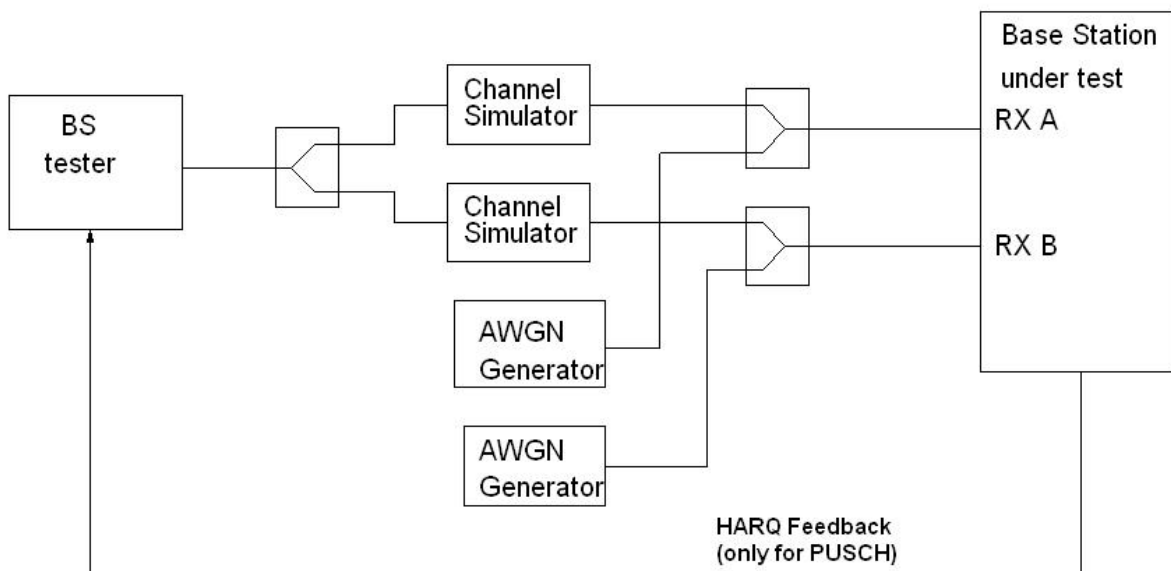 BS
tester
Channel
Simulator
Channel
Simulator
AWGN
Generator
AWGN
Generator
Base Station
under test
RX A
RX B
HARQ Feedback
(only for PUSCH)